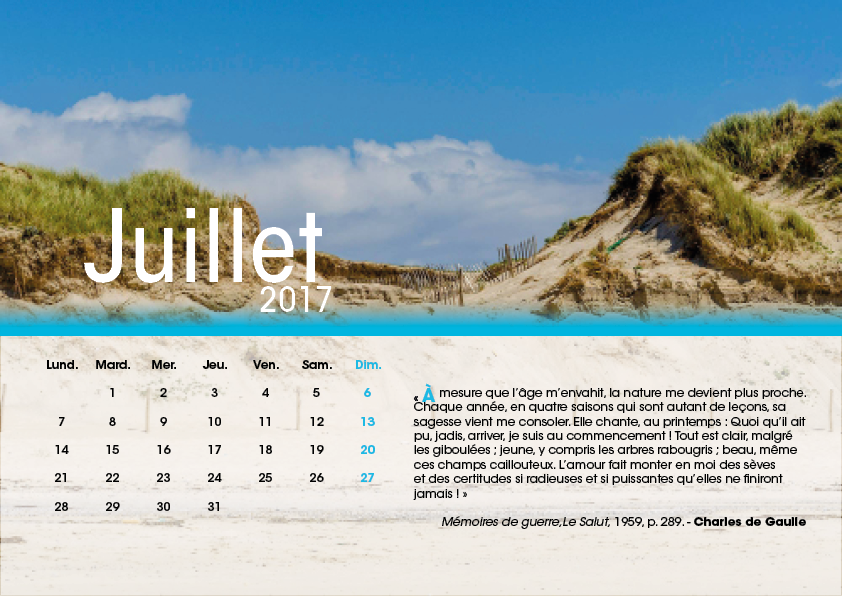 Juillet
2017
Lund. Mard. Mer. Jeu. Ven. Sam. Dim.
1 2 3 4 5 6
7 8 9 10 11 12 13
14 15 16 17 18 19 20
21 22 23 24 25 26 27
28 29 30 31
« À mesure que l'âge m'envahit, la nature me devient plus proche.
Chaque année, en quatre saisons qui sont autant de leçons, sa
sagesse vient me consoler. Elle chante, au printemps : Quoi qu'il ait
pu, jadis, arriver, je suis au commencement ! Tout est clair, malgré
les giboulées ; jeune, y compris les arbres rabougris ; beau, même
ces champs caillouteux. L'amour fait monter en moi des sèves
et des certitudes si radieuses et si puissantes qu'elles ne finiront
jamais ! »
Mémoires de guerre,Le Salut, 1959, p. 289. - Charles de Gaulle